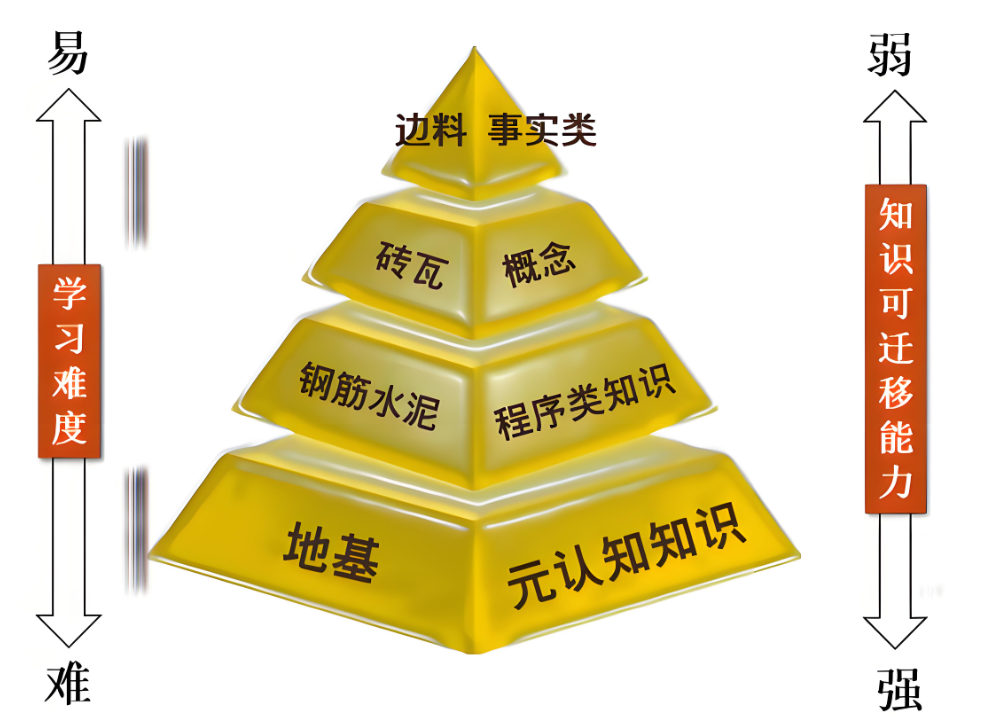 易
学习难度
难
边料 事实类
砖瓦 概念
钢筋水泥 程序类知识
地基 元认知知识
弱
知识可迁移能力
强